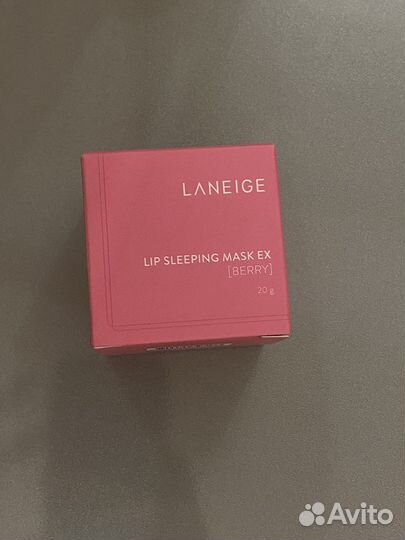 LANEIGE
LIP SLEEPING MASK EX
[BERRY]
20 g
Avito